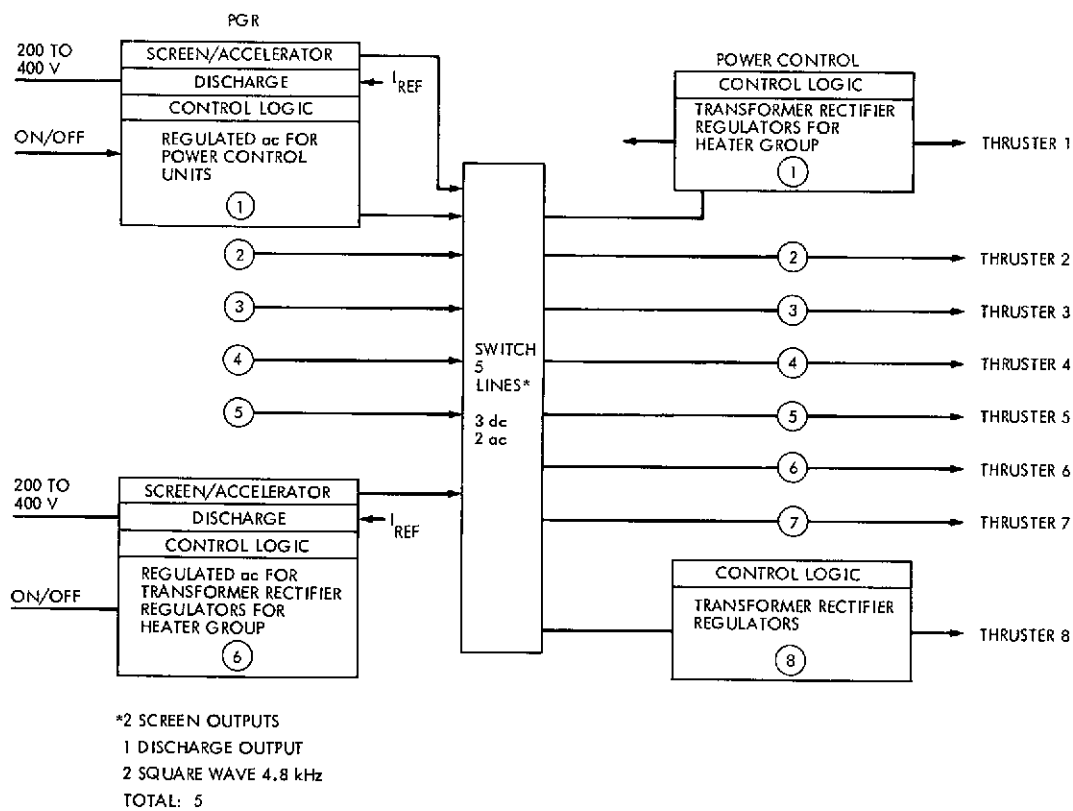 PGR
200 TO
400 V
SCREEN/ACCELERATOR
DISCHARGE
I REF
CONTROL LOGIC
ON/OFF
REGULATED ac FOR
POWER CONTROL
UNITS
1
2
3
4
5
200 TO
400 V
SCREEN/ACCELERATOR
DISCHARGE
I REF
CONTROL LOGIC
ON/OFF
REGULATED ac FOR
TRANSFORMER RECTIFIER
REGULATORS FOR
HEATER GROUP
6
SWITCH
5
LINES*
3 dc
2 ac
POWER CONTROL
CONTROL LOGIC
TRANSFORMER RECTIFIER
REGULATORS FOR
HEATER GROUP
1
THRUSTER 1
2 THRUSTER 2
3 THRUSTER 3
4 THRUSTER 4
5 THRUSTER 5
6 THRUSTER 6
7 THRUSTER 7
CONTROL LOGIC
TRANSFORMER RECTIFIER
REGULATORS
8
THRUSTER 8
*2 SCREEN OUTPUTS
1 DISCHARGE OUTPUT
2 SQUARE WAVE 4.8 kHz
TOTAL: 5